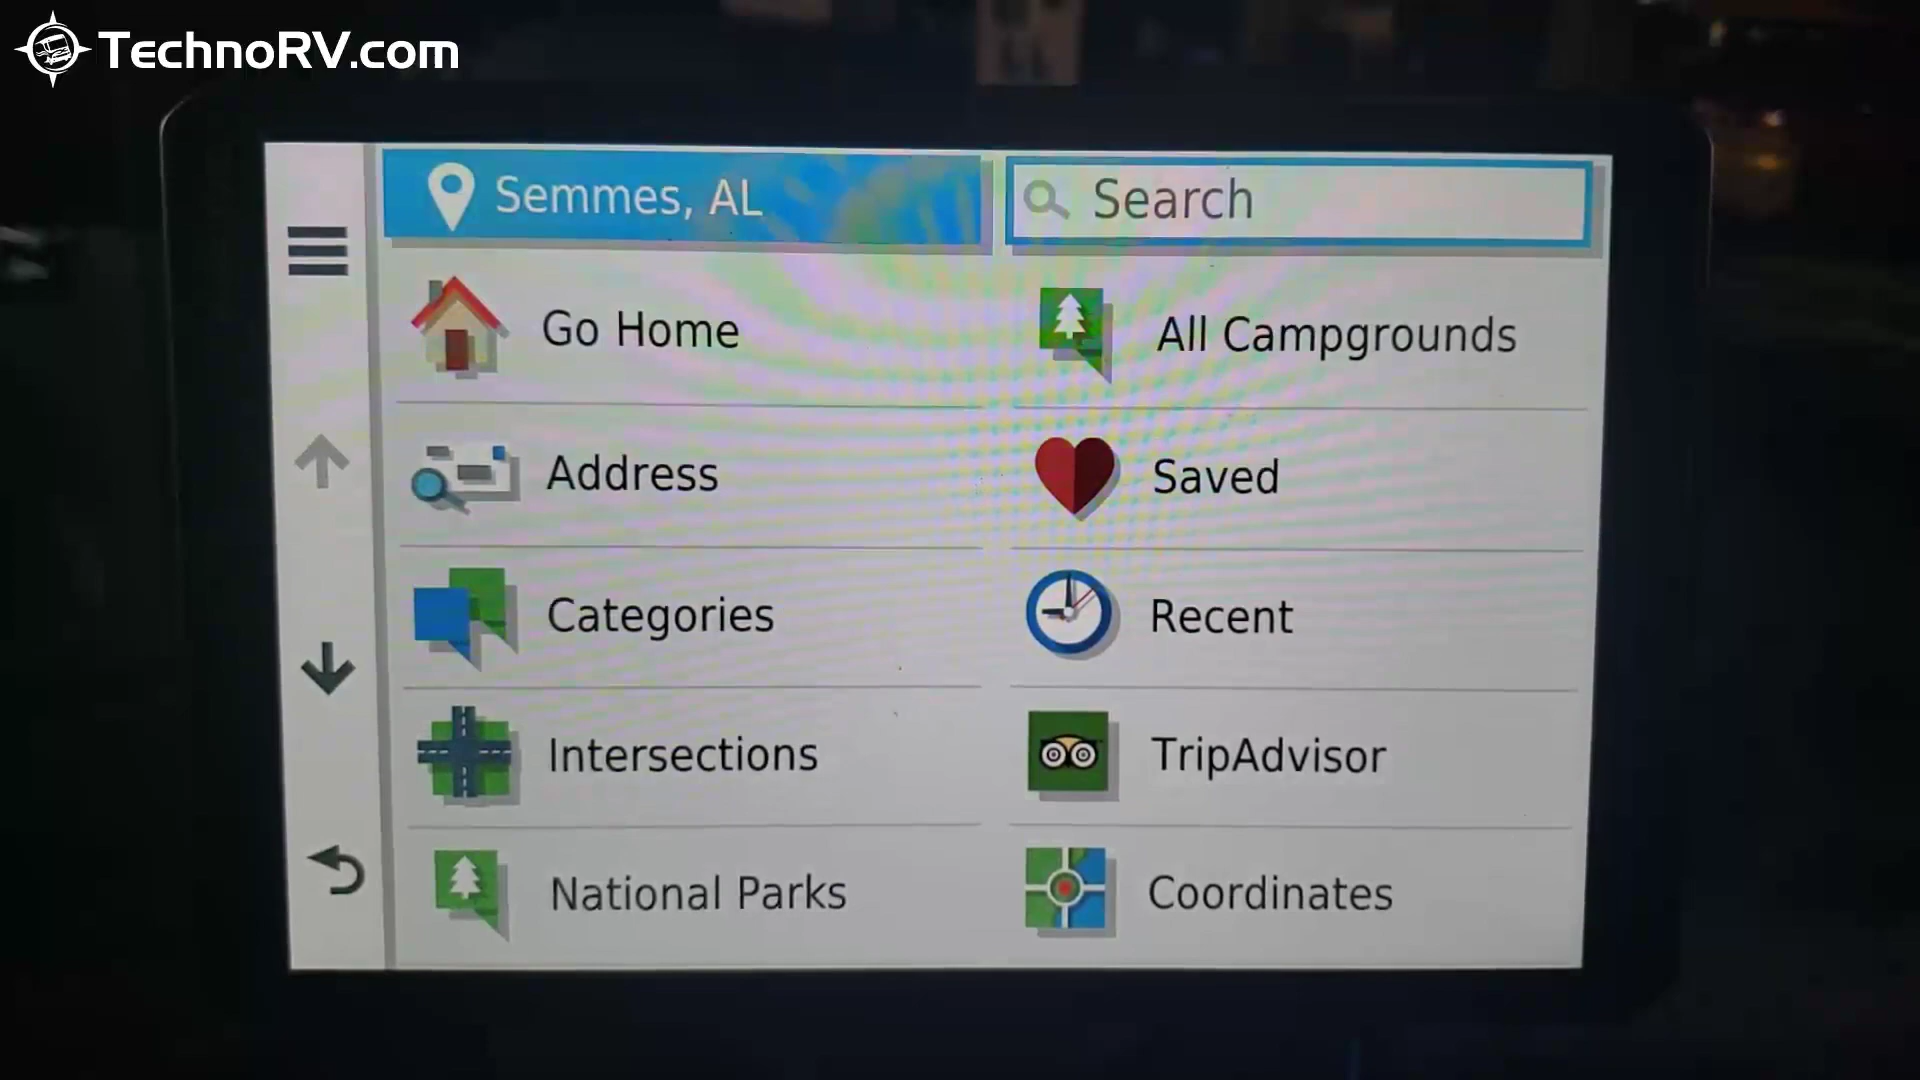 TechnoRV.com
Semmes, AL
Search
Go Home
All Campgrounds
Address
Saved
Categories
Recent
Intersections
TripAdvisor
National Parks
Coordinates